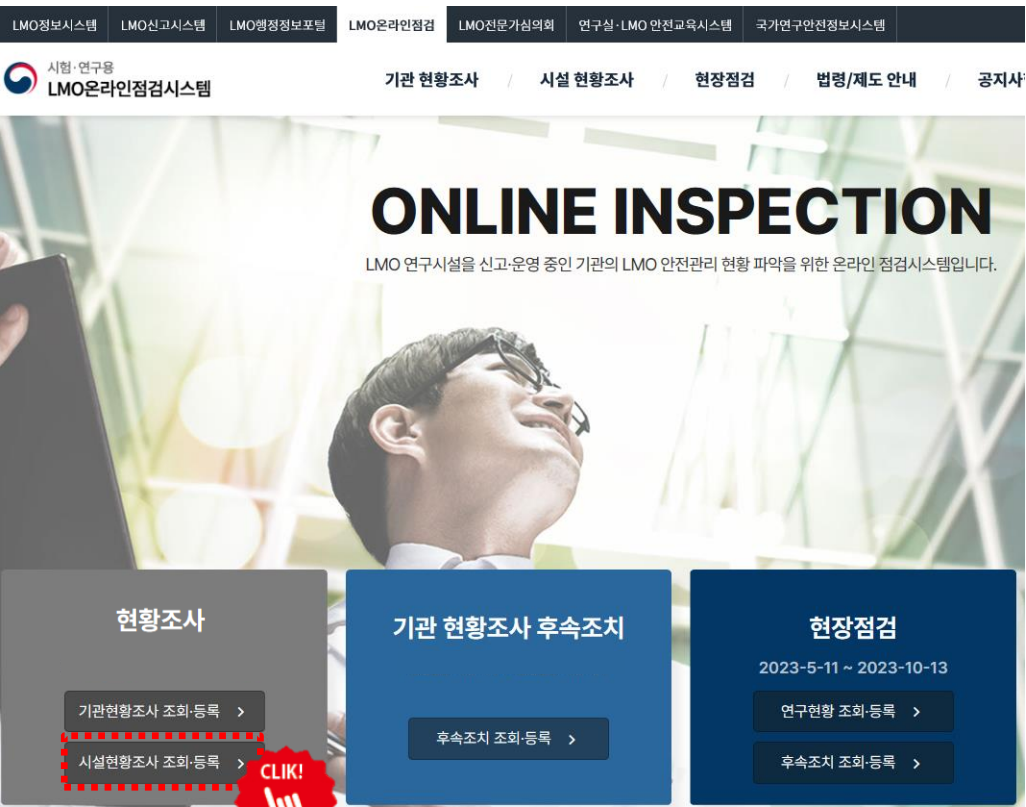 LMO정보시스템 LMO신고시스템 LMO행정정보포털 LMO온라인점검 LMO전문가심의회 연구실·LMO 안전교육시스템 국가연구안전정보시스템
시험·연구용
LMO온라인점검시스템
기관 현황조사 / 시설 현황조사 / 현장점검 / 법령/제도 안내 / 공지사
ONLINE INSPECTION
LMO 연구시설을 신고·운영 중인 기관의 LMO 안전관리 현황 파악을 위한 온라인 점검시스템입니다.
현황조사
기관현황조사 조회·등록 >
시설현황조사 조회·등록 >
CLIK!
기관 현황조사 후속조치
후속조치 조회·등록 >
현장점검
2023-5-11 ~ 2023-10-13
연구현황 조회·등록 >
후속조치 조회·등록 >